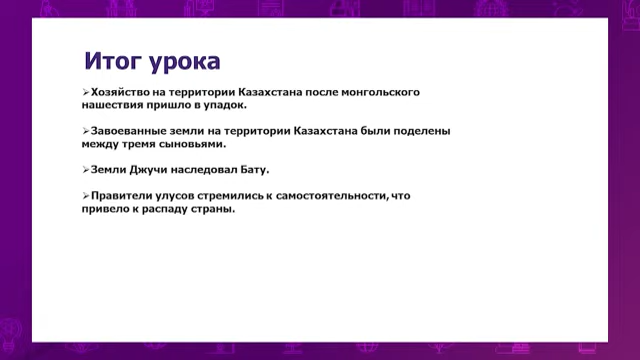 Итог урока
➢Хозяйство на территории Казахстана после монгольского
нашествия пришло в упадок.
➢Завоеванные земли на территории Казахстана были поделены
между тремя сыновьями.
➢Земли Джучи наследовал Бату.
➢Правители улусов стремились к самостоятельности, что
привело к распаду страны.